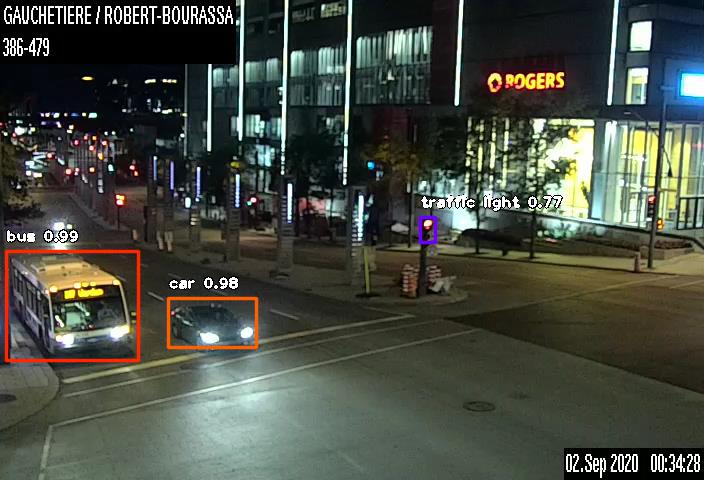 GAUCHETIERE / ROBERT-BOURASSA
386-479
ROGERS
traffic light 0.77
bus 0.99
car 0.98
02.Sep 2020 00:34:28